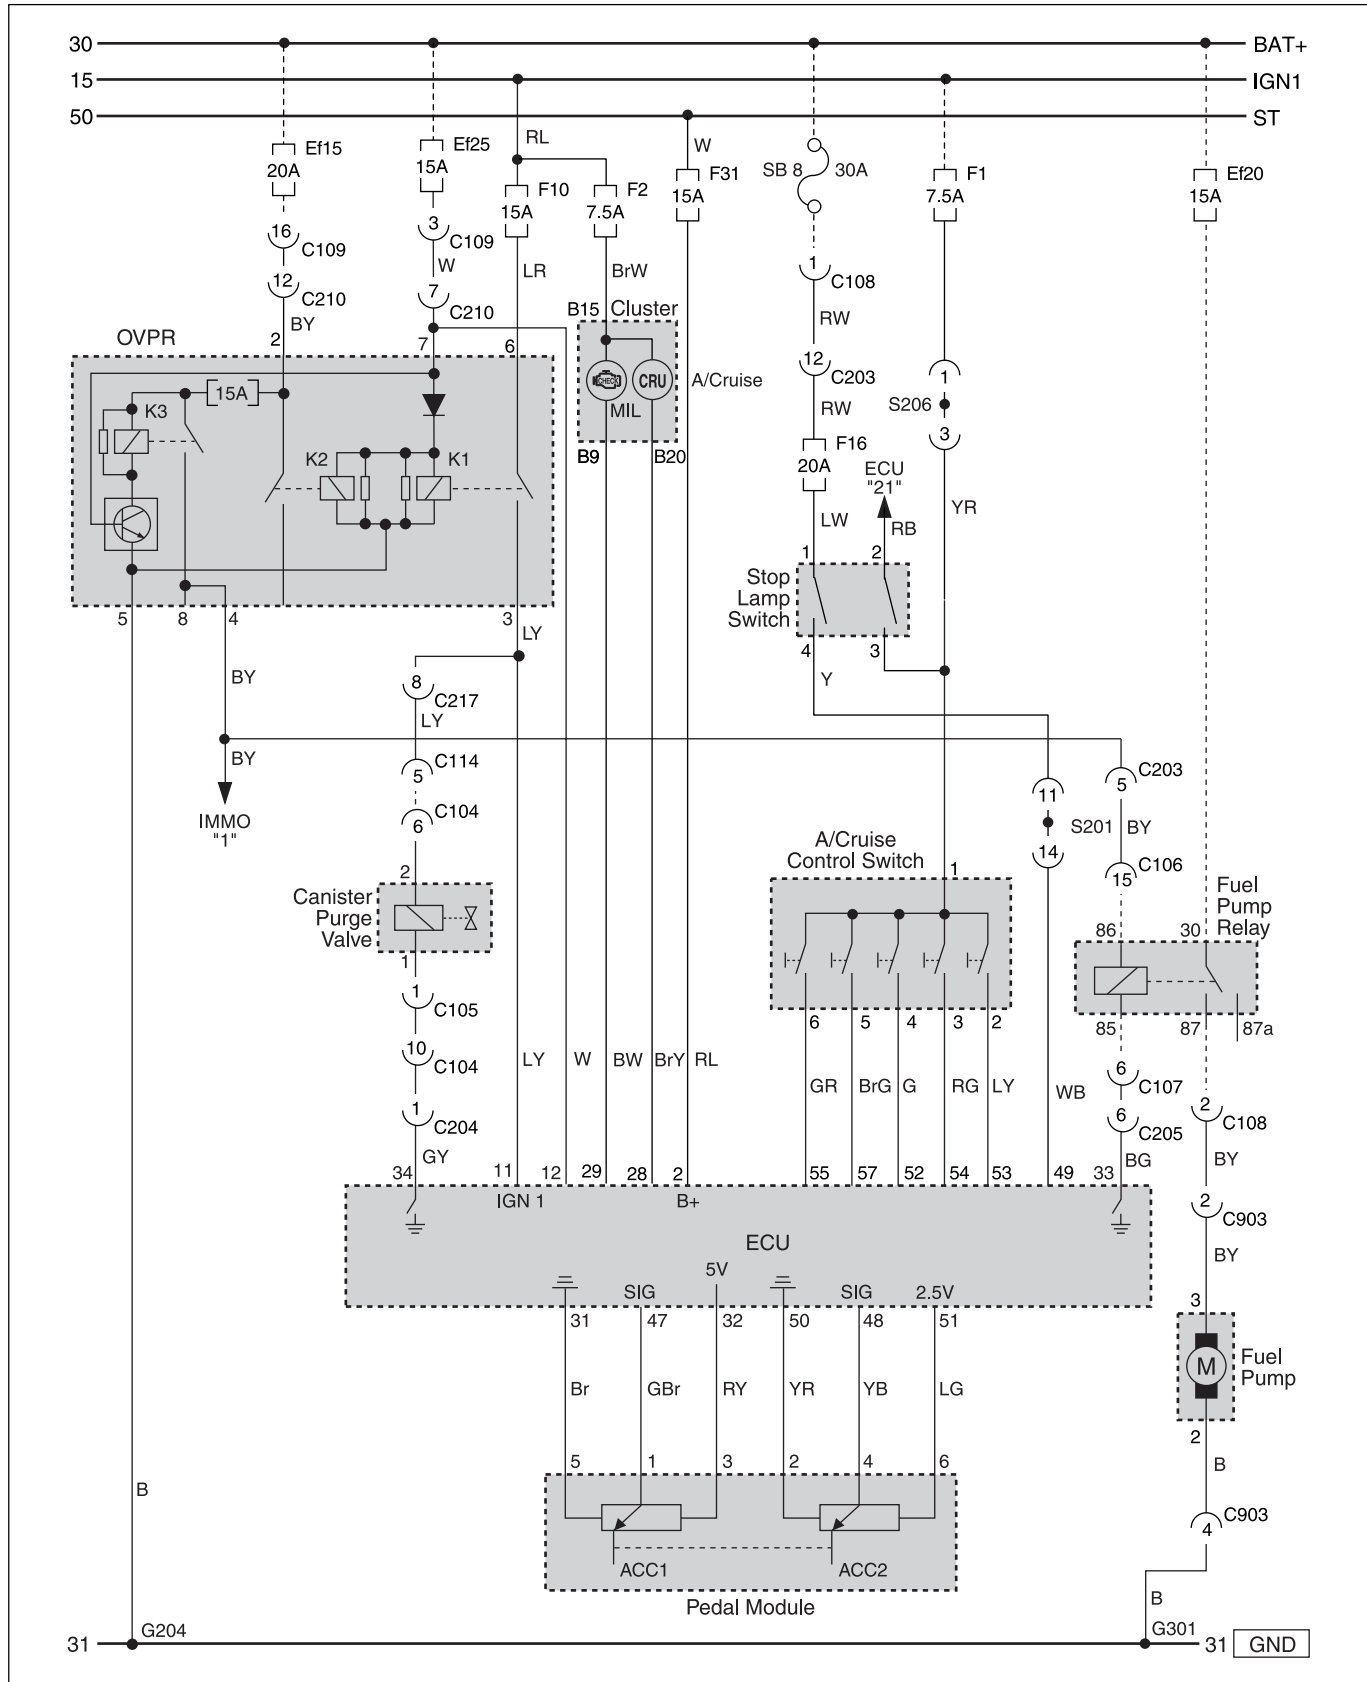 30 BAT+
15 IGN1
50 ST
RL W
Ef15 20A
Ef25 15A
F10 15A
F2 7.5A
F31 15A
SB 8 30A
F1 7.5A
Ef20 15A
16 C109
3 C109
W
12 C210
7 C210
BY
LR
BrW
1 C108
RW
12 C203
RW
F16 20A
LW
ECU
"21"
RB
1
S206
3
YR
OVPR
2 7 6
15A
K3
K2
K1
5 8 4 3
B15 Cluster
CHECK
CRU
MIL
B9 B20
A/Cruise
1 2
Stop
Lamp
Switch
4 3
Y
LY
BY
8 C217
LY
BY
5 C114
6 C104
IMMO
"1"
2
Canister
Purge
Valve
1
1 C105
10 C104
1 C204
GY
11
S201
14
5 C203
BY
15 C106
A/Cruise
Control Switch
1
6 5 4 3 2
Fuel
Pump
Relay
86 30
85 87 87a
LY W BW BrY RL
GR BrG G RG LY
WB
6 C107
6 C205
BG
2 C108
BY
2 C903
BY
34 11 12 29 28 2 55 57 52 54 53 49 33
IGN 1 B+
ECU
5V
SIG SIG 2.5V
31 47 32 50 48 51
Br GBr RY YR YB LG
3
M
Fuel
Pump
2
B
5 1 3 2 4 6
ACC1 ACC2
Pedal Module
4 C903
B
B
31 G204
G301 31 GND